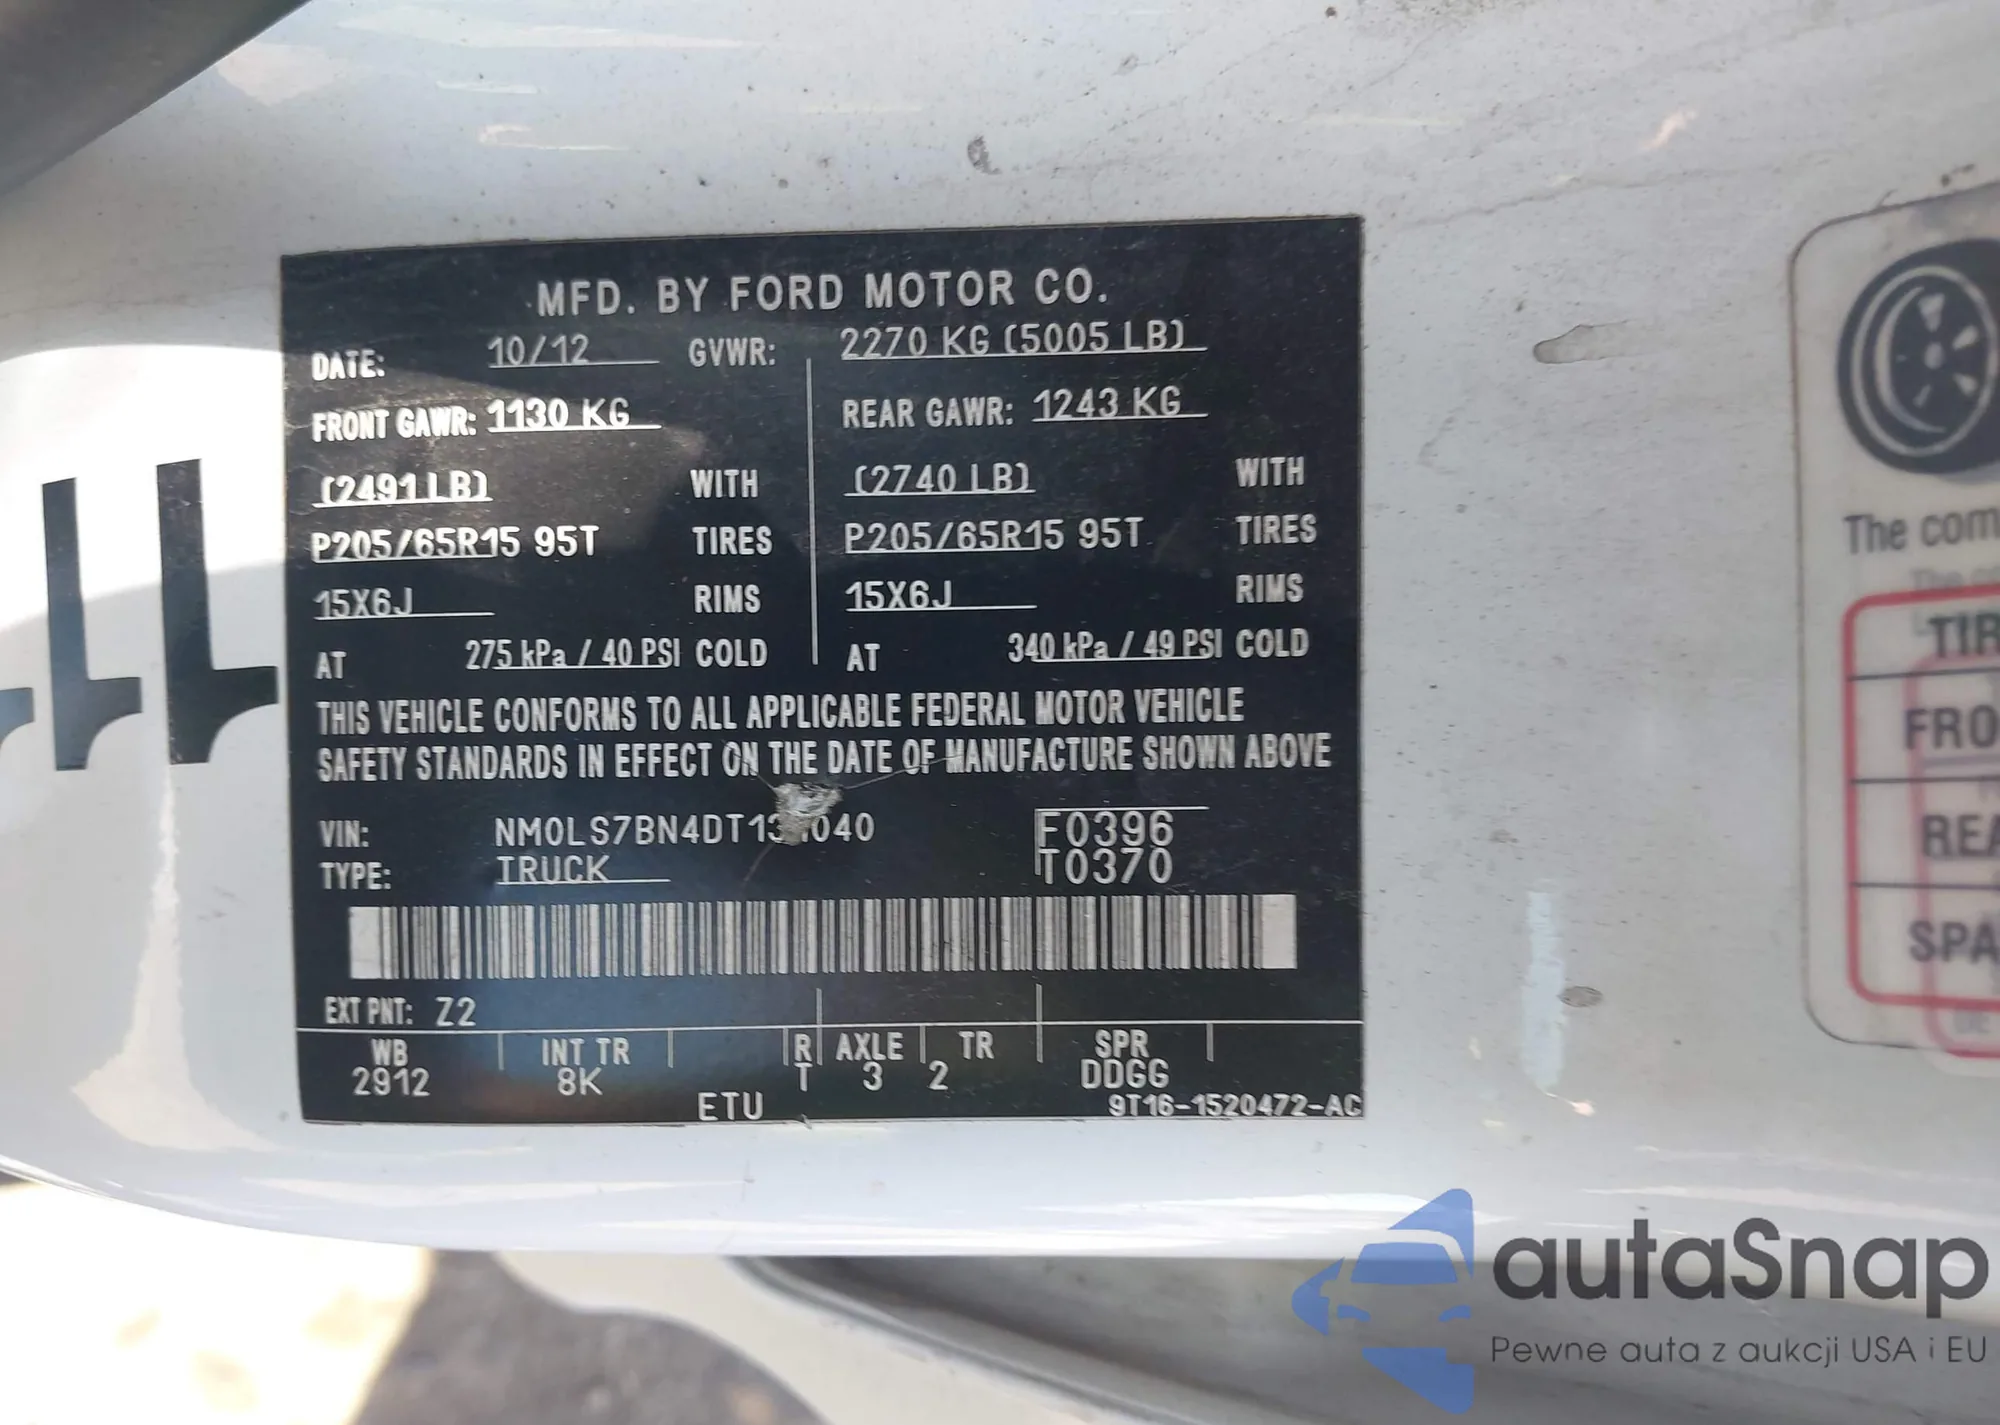 MFD. BY FORD MOTOR CO.
DATE: 10/12 GVWR: 2270 KG (5005 LB)
FRONT GAWR: 1130 KG REAR GAWR: 1243 KG
(2491 LB) WITH (2740 LB) WITH
P205/65R15 95T TIRES P205/65R15 95T TIRES
15X6J RIMS 15X6J RIMS
AT 275 kPa / 40 PSI COLD AT 340 kPa / 49 PSI COLD
THIS VEHICLE CONFORMS TO ALL APPLICABLE FEDERAL MOTOR VEHICLE
SAFETY STANDARDS IN EFFECT ON THE DATE OF MANUFACTURE SHOWN ABOVE
VIN: F0396
TYPE: TRUCK T0370
EXT PNT: Z2
WB INT TR R AXLE TR SPR
2912 8K T 3 2 DDGG
ETU 9T16-1520472-AC
The com
TIR
FRO
REA
SPA
autaSnap
Pewne auta z aukcji USA i EU